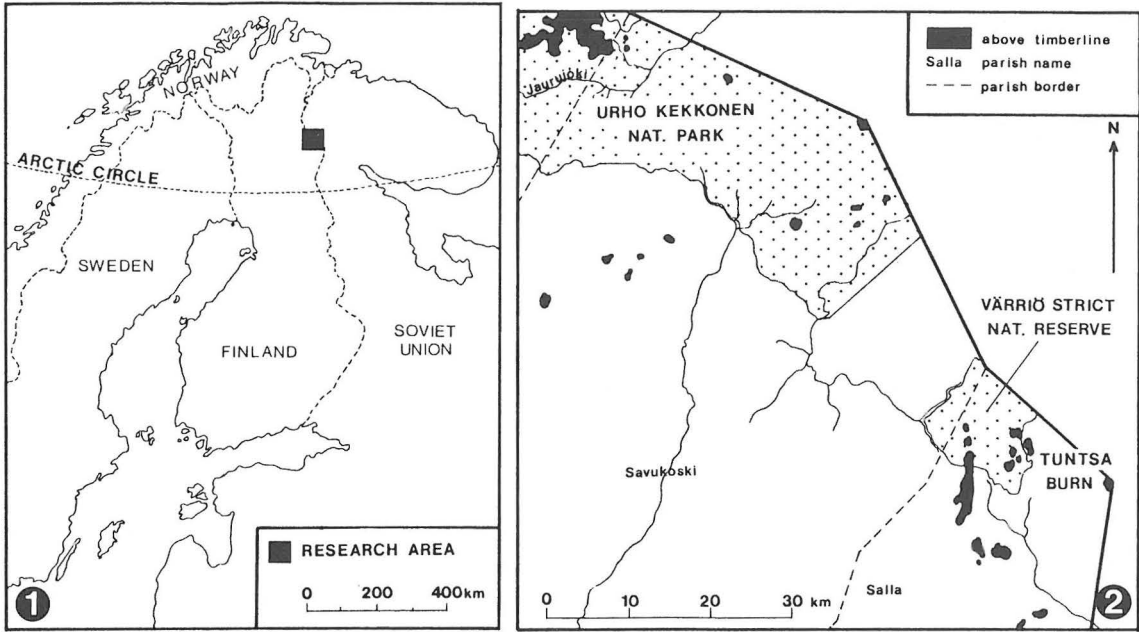 NORWAY
ARCTIC CIRCLE
SWEDEN
FINLAND
SOVIET
UNION
RESEARCH AREA
0 200 400km
1
above timberline
Salla parish name
parish border
Jaurujoki
URHO KEKKONEN
NAT. PARK
N
VÄRRIÖ STRICT
NAT. RESERVE
Savukoski
TUNTSA
BURN
Salla
0 10 20 30 km
2